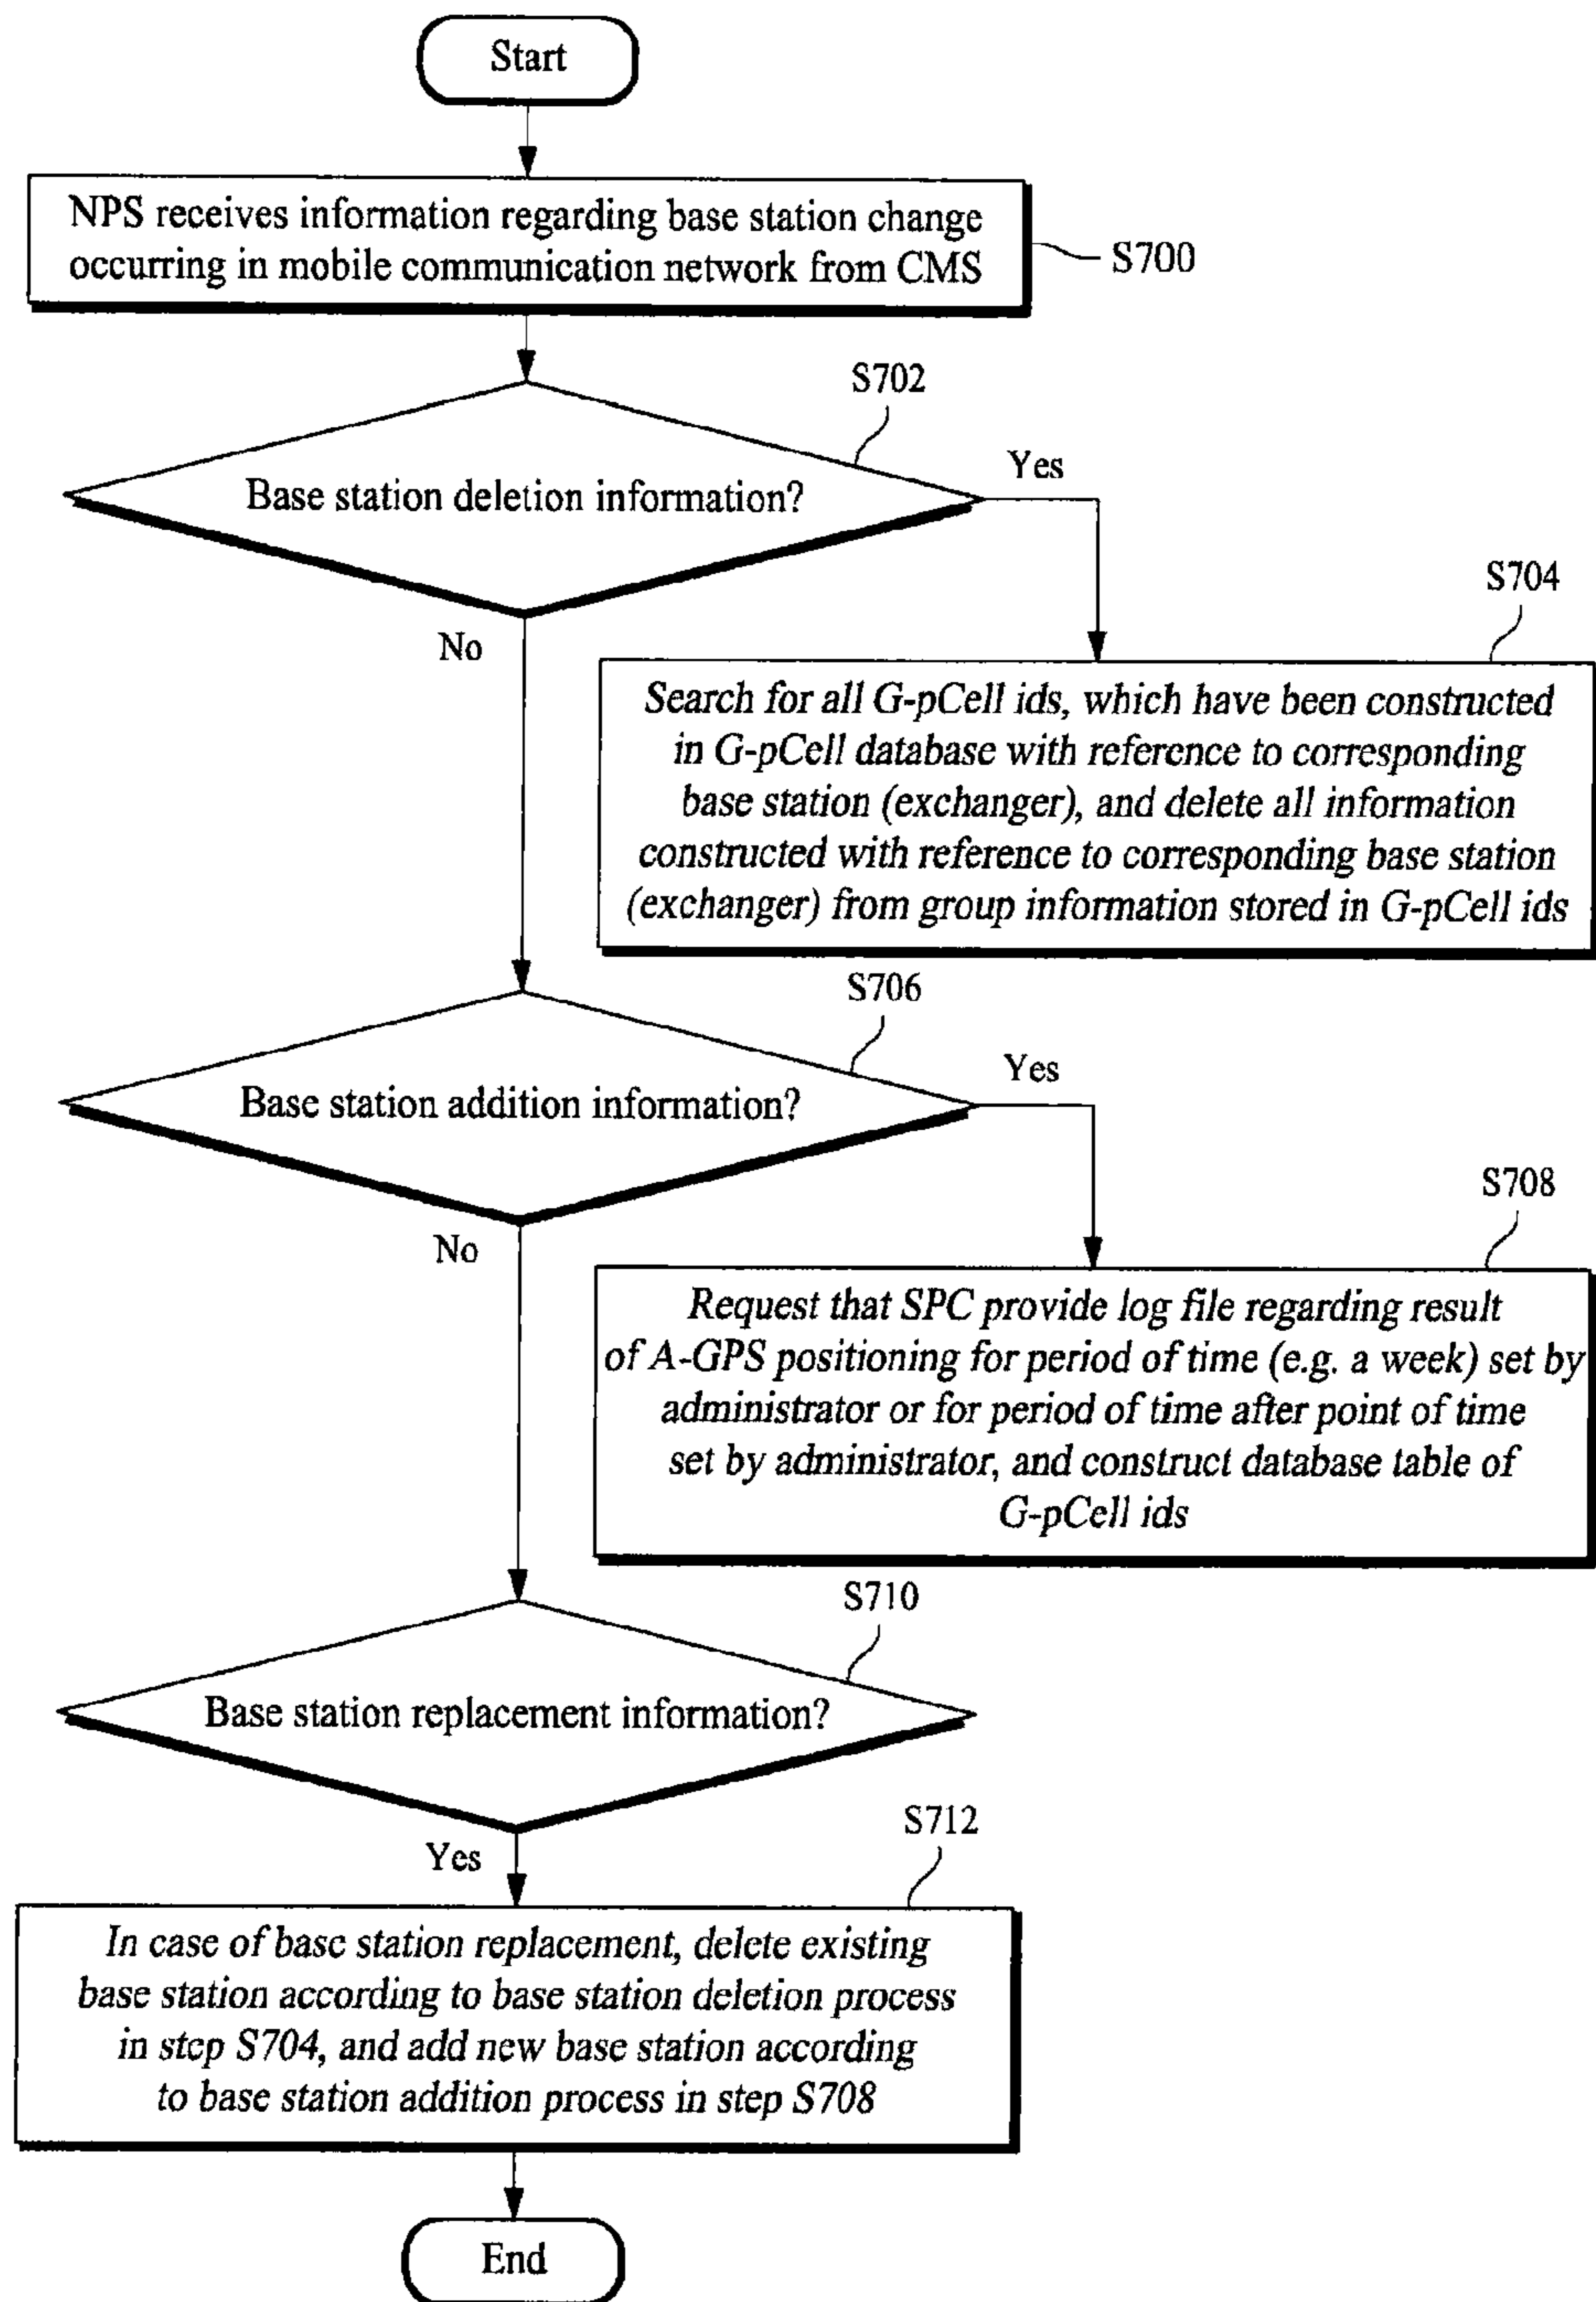 Start
NPS receives information regarding base station change
occurring in mobile communication network from CMS
S700
S702
Base station deletion information?
Yes
No
S704
Search for all G-pCell ids, which have been constructed
in G-pCell database with reference to corresponding
base station (exchanger), and delete all information
constructed with reference to corresponding base station
(exchanger) from group information stored in G-pCell ids
S706
Base station addition information?
Yes
No
S708
Request that SPC provide log file regarding result
of A-GPS positioning for period of time (e.g. a week) set by
administrator or for period of time after point of time
set by administrator, and construct database table of
G-pCell ids
S710
Base station replacement information?
Yes
S712
In case of base station replacement, delete existing
base station according to base station deletion process
in step S704, and add new base station according
to base station addition process in step S708
End